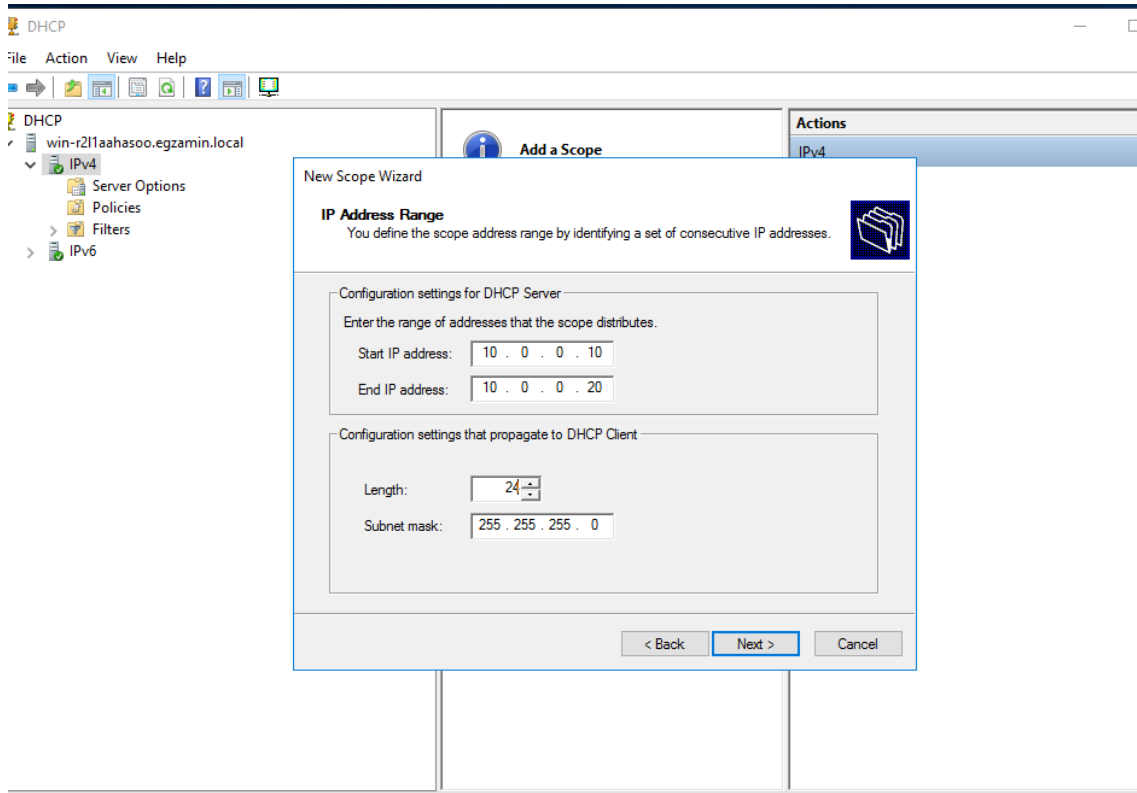 DHCP
File Action View Help
DHCP
win-r2l1aahasoo.egzamin.local
IPv4
Server Options
Policies
Filters
IPv6
Add a Scope
Actions
IPv4
New Scope Wizard
IP Address Range
You define the scope address range by identifying a set of consecutive IP addresses.
Configuration settings for DHCP Server
Enter the range of addresses that the scope distributes.
Start IP address: 10 . 0 . 0 . 10
End IP address: 10 . 0 . 0 . 20
Configuration settings that propagate to DHCP Client
Length: 24
Subnet mask: 255 . 255 . 255 . 0
< Back Next > Cancel